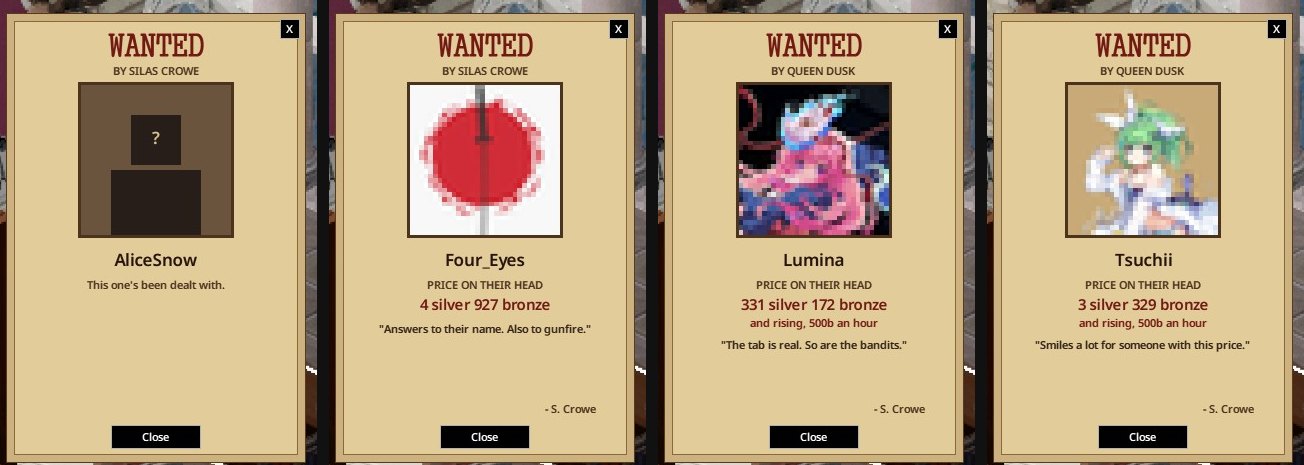 X
WANTED
BY SILAS CROWE
?
AliceSnow
This one's been dealt with.
Close
X
WANTED
BY SILAS CROWE
Four_Eyes
PRICE ON THEIR HEAD
4 silver 927 bronze
"Answers to their name. Also to gunfire."
- S. Crowe
Close
X
WANTED
BY QUEEN DUSK
Lumina
PRICE ON THEIR HEAD
331 silver 172 bronze
and rising, 500b an hour
"The tab is real. So are the bandits."
- S. Crowe
Close
X
WANTED
BY QUEEN DUSK
Tsuchii
PRICE ON THEIR HEAD
3 silver 329 bronze
and rising, 500b an hour
"Smiles a lot for someone with this price."
- S. Crowe
Close